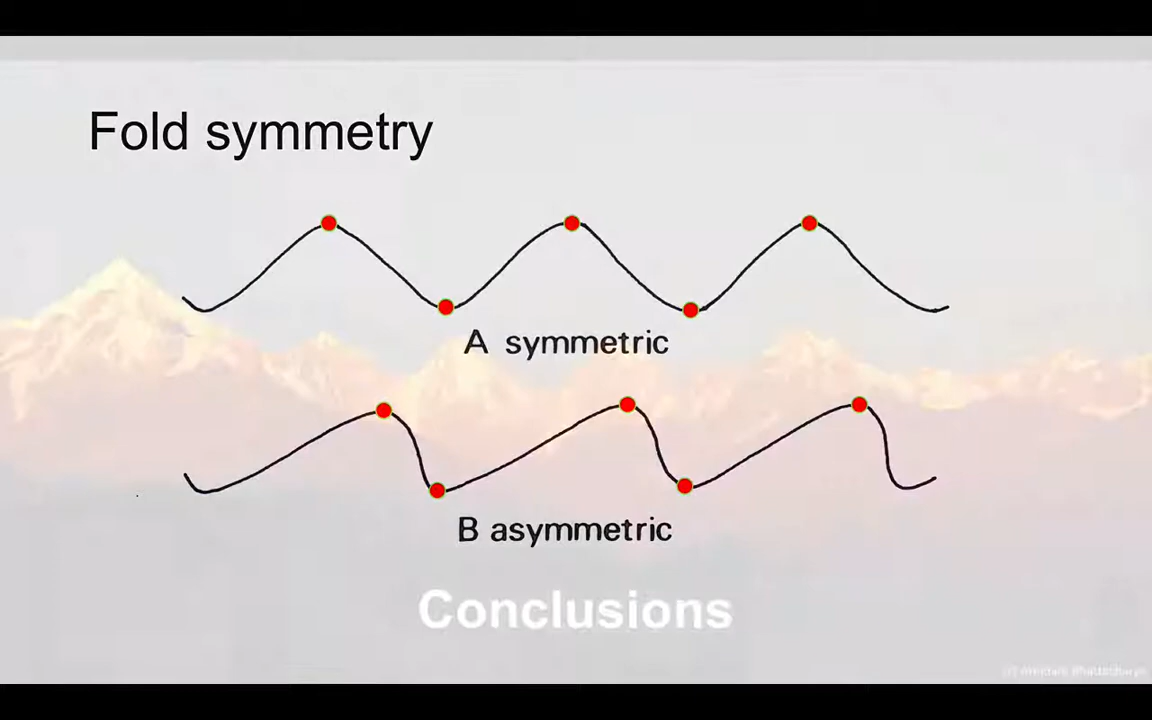 Fold symmetry
A symmetric
B asymmetric
Conclusions